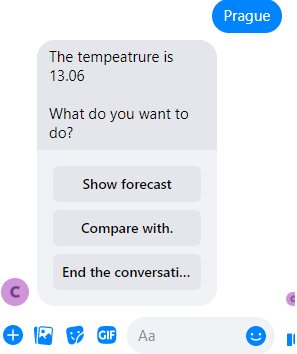 Prague
The tempeatrure is
13.06
What do you want to
do?
Show forecast
Compare with.
End the conversati...
C
GIF
Aa